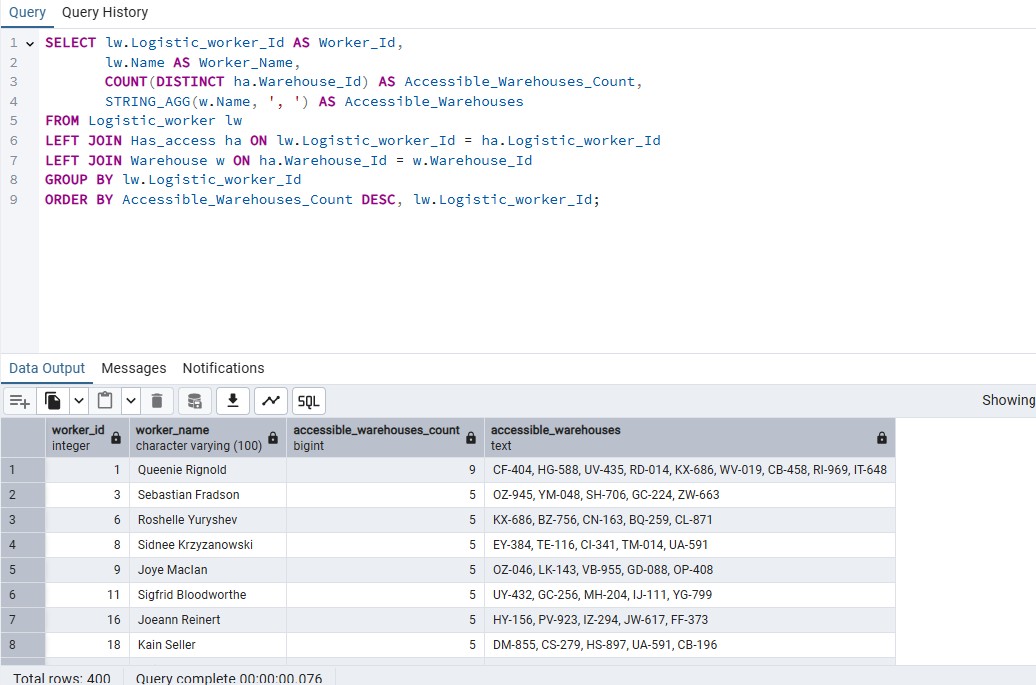 Query Query History
1 SELECT lw.Logistic_worker_Id AS Worker_Id,
2 lw.Name AS Worker_Name,
3 COUNT(DISTINCT ha.Warehouse_Id) AS Accessible_Warehouses_Count,
4 STRING_AGG(w.Name, ', ') AS Accessible_Warehouses
5 FROM Logistic_worker lw
6 LEFT JOIN Has_access ha ON lw.Logistic_worker_Id = ha.Logistic_worker_Id
7 LEFT JOIN Warehouse w ON ha.Warehouse_Id = w.Warehouse_Id
8 GROUP BY lw.Logistic_worker_Id
9 ORDER BY Accessible_Warehouses_Count DESC, lw.Logistic_worker_Id;
Data Output Messages Notifications
SQL Showing
worker_id worker_name accessible_warehouses_count accessible_warehouses
integer character varying (100) bigint text
1 1 Queenie Rignold 9 CF-404, HG-588, UV-435, RD-014, KX-686, WV-019, CB-458, RI-969, IT-648
2 3 Sebastian Fradson 5 OZ-945, YM-048, SH-706, GC-224, ZW-663
3 6 Roshelle Yuryshev 5 KX-686, BZ-756, CN-163, BQ-259, CL-871
4 8 Sidnee Krzyzanowski 5 EY-384, TE-116, CI-341, TM-014, UA-591
5 9 Joye MacIan 5 OZ-046, LK-143, VB-955, GD-088, OP-408
6 11 Sigfrid Bloodworthe 5 UY-432, GC-256, MH-204, IJ-111, YG-799
7 16 Joeann Reinert 5 HY-156, PV-923, IZ-294, JW-617, FF-373
8 18 Kain Seller 5 DM-855, CS-279, HS-897, UA-591, CB-196
Total rows: 400 Query complete 00:00:00.076